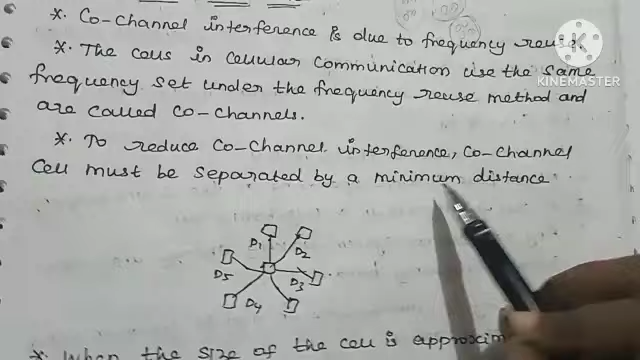 *. Co-Channel interference is due to frequency reuse.
*. The cells in cellular communication use the same
frequency set under the frequency reuse method and
are called co-channels.
*. To reduce co-channel interference, co-channel
cell must be separated by a minimum distance
D1
D2
D5
D3
D4
*. When the size of the cell is approxim
KINEMASTER